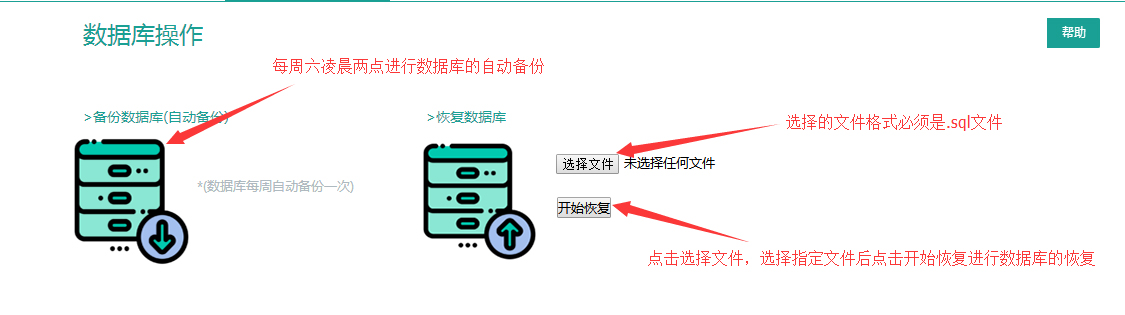 数据库操作
帮助
每周六凌晨两点进行数据库的自动备份
>备份数据库(自动备份)
>恢复数据库
选择的文件格式必须是.sql文件
选择文件 未选择任何文件
*(数据库每周自动备份一次)
开始恢复
点击选择文件，选择指定文件后点击开始恢复进行数据库的恢复